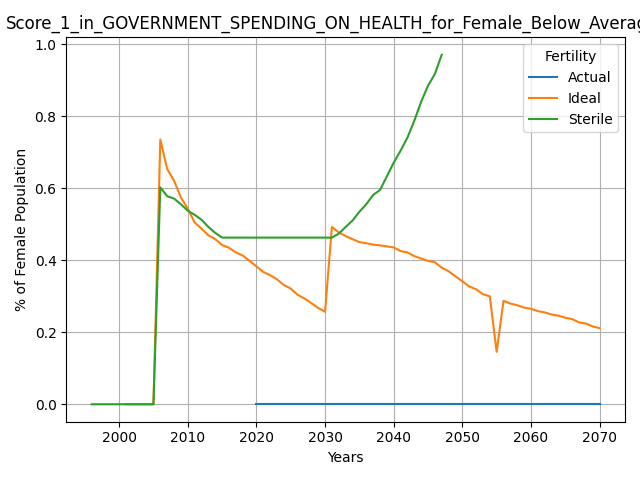 Score_1_in_GOVERNMENT_SPENDING_ON_HEALTH_for_Female_Below_Averag
Fertility
Actual
Ideal
Sterile
% of Female Population
1.0
0.8
0.6
0.4
0.2
0.0
2000 2010 2020 2030 2040 2050 2060 2070
Years